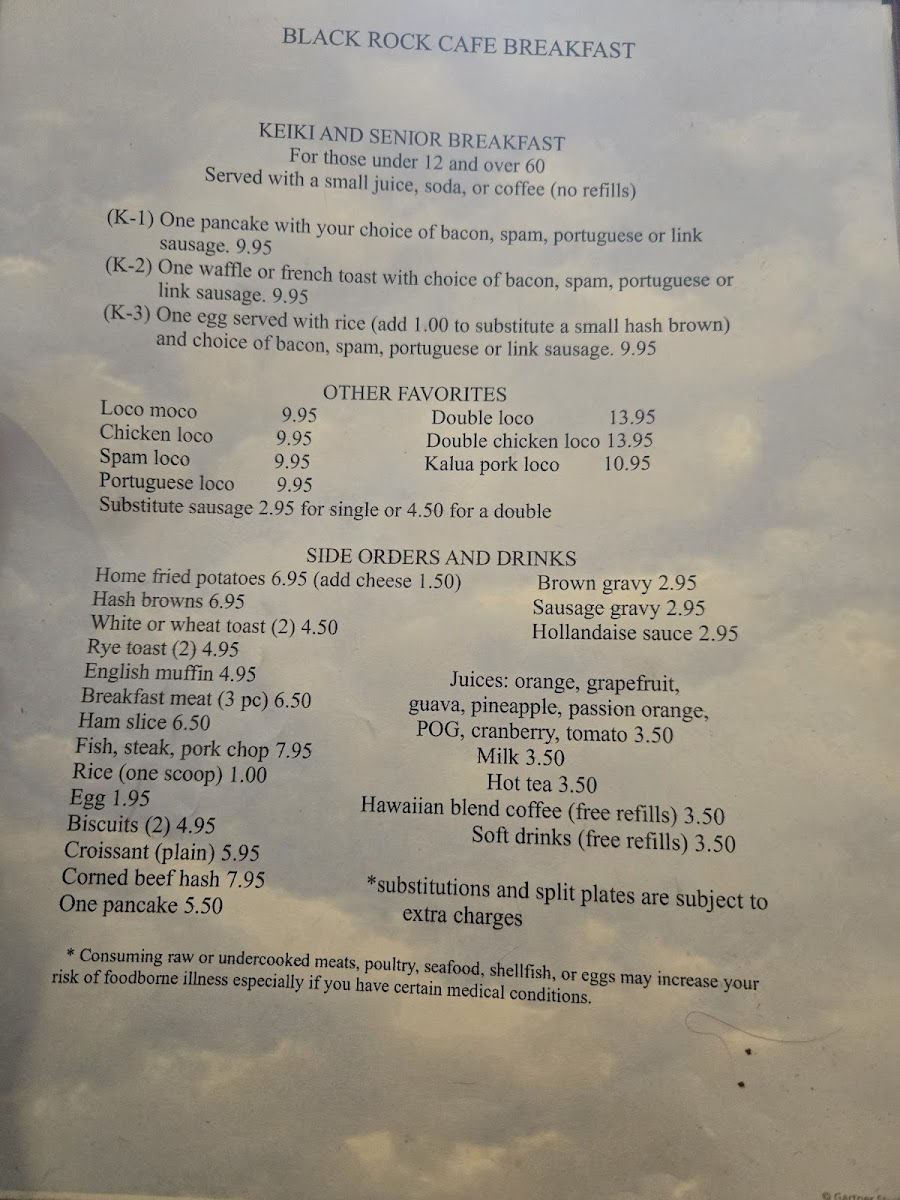 BLACK ROCK CAFE BREAKFAST
KEIKI AND SENIOR BREAKFAST
For those under 12 and over 60
Served with a small juice, soda, or coffee (no refills)
(K-1) One pancake with your choice of bacon, spam, portuguese or link
sausage. 9.95
(K-2) One waffle or french toast with choice of bacon, spam, portuguese or
link sausage. 9.95
(K-3) One egg served with rice (add 1.00 to substitute a small hash brown)
and choice of bacon, spam, portuguese or link sausage. 9.95
OTHER FAVORITES
Loco moco 9.95
Chicken loco 9.95
Spam loco 9.95
Portuguese loco 9.95
Double loco 13.95
Double chicken loco 13.95
Kalua pork loco 10.95
Substitute sausage 2.95 for single or 4.50 for a double
SIDE ORDERS AND DRINKS
Home fried potatoes 6.95 (add cheese 1.50)
Hash browns 6.95
White or wheat toast (2) 4.50
Rye toast (2) 4.95
English muffin 4.95
Breakfast meat (3 pc) 6.50
Ham slice 6.50
Fish, steak, pork chop 7.95
Rice (one scoop) 1.00
Egg 1.95
Biscuits (2) 4.95
Croissant (plain) 5.95
Corned beef hash 7.95
One pancake 5.50
Brown gravy 2.95
Sausage gravy 2.95
Hollandaise sauce 2.95
Juices: orange, grapefruit,
guava, pineapple, passion orange,
POG, cranberry, tomato 3.50
Milk 3.50
Hot tea 3.50
Hawaiian blend coffee (free refills) 3.50
Soft drinks (free refills) 3.50
*substitutions and split plates are subject to
extra charges
* Consuming raw or undercooked meats, poultry, seafood, shellfish, or eggs may increase your
risk of foodborne illness especially if you have certain medical conditions.